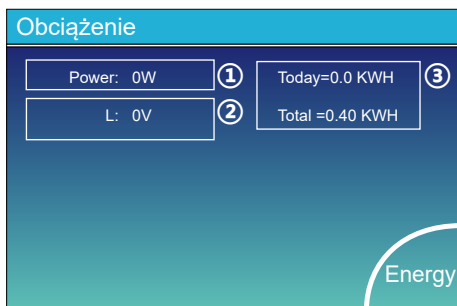 Obciążenie
Power: 0W ①
L: 0V ②
Today=0.0 KWH ③
Total =0.40 KWH
Energy